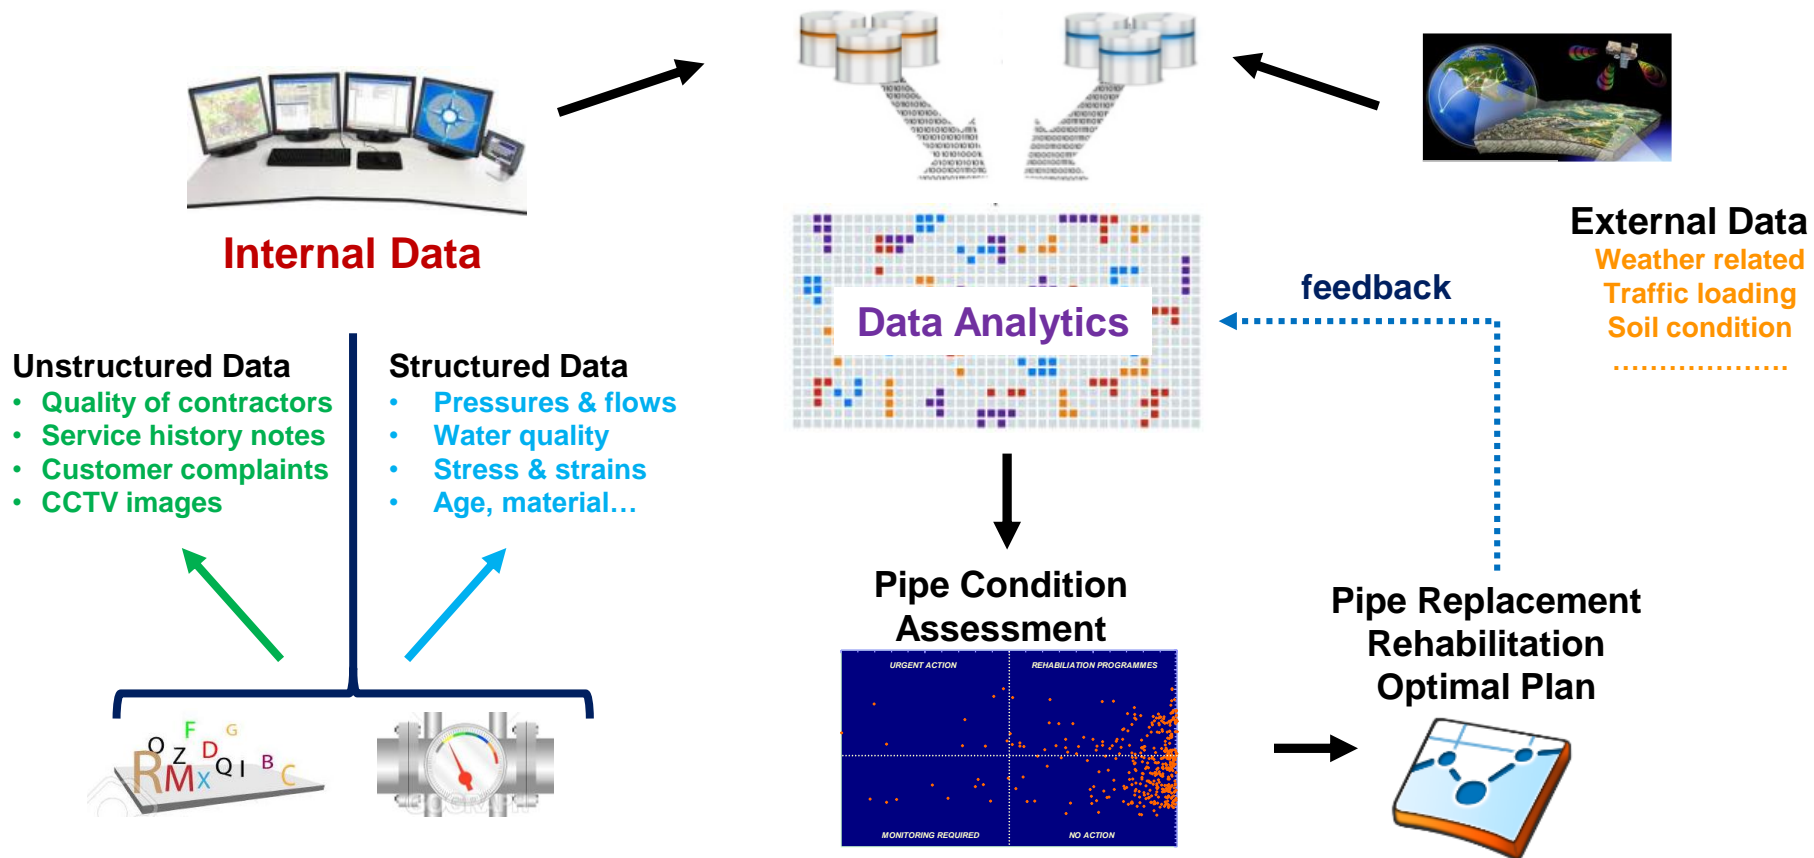 Internal Data
External Data
Weather related
Traffic loading
Soil condition
...................
feedback
Data Analytics
Unstructured Data
• Quality of contractors
• Service history notes
• Customer complaints
• CCTV images
Structured Data
• Pressures & flows
• Water quality
• Stress & strains
• Age, material…
Pipe Condition
Assessment
URGENT ACTION
REHABILIATION PROGRAMMES
MONITORING REQUIRED
NO ACTION
Pipe Replacement
Rehabilitation
Optimal Plan
F G
O Z D Q I B
R M X C